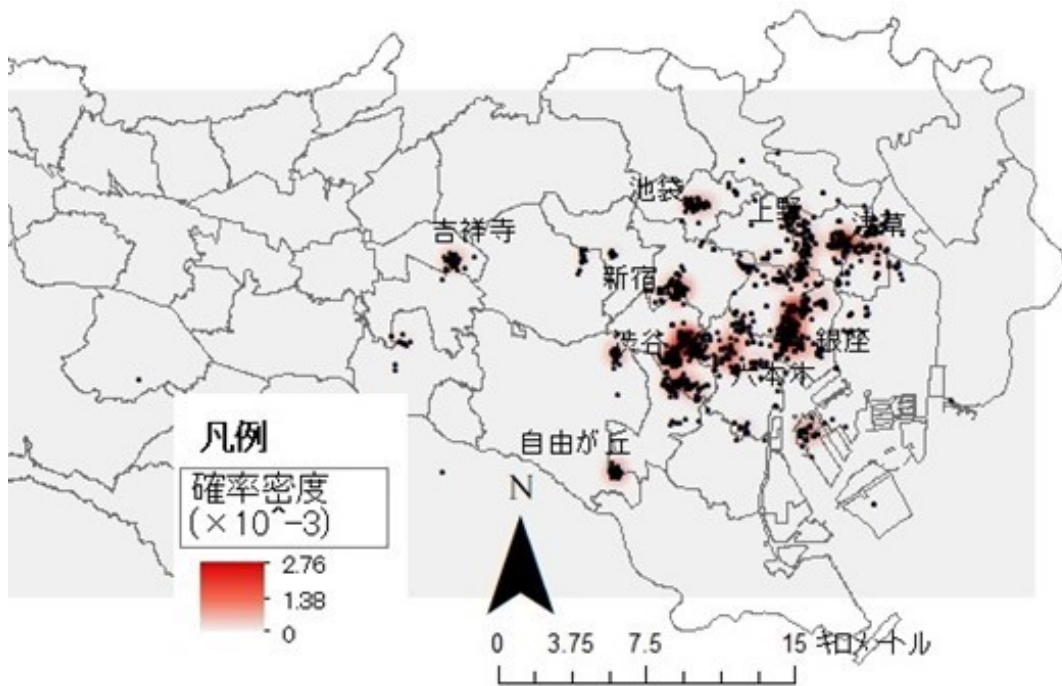 池袋
上野
浅草
吉祥寺
新宿
渋谷
銀座
六本木
自由が丘
凡例
確率密度
(×10^-3)
2.76
1.38
0
N
0 3.75 7.5 15 キロメートル